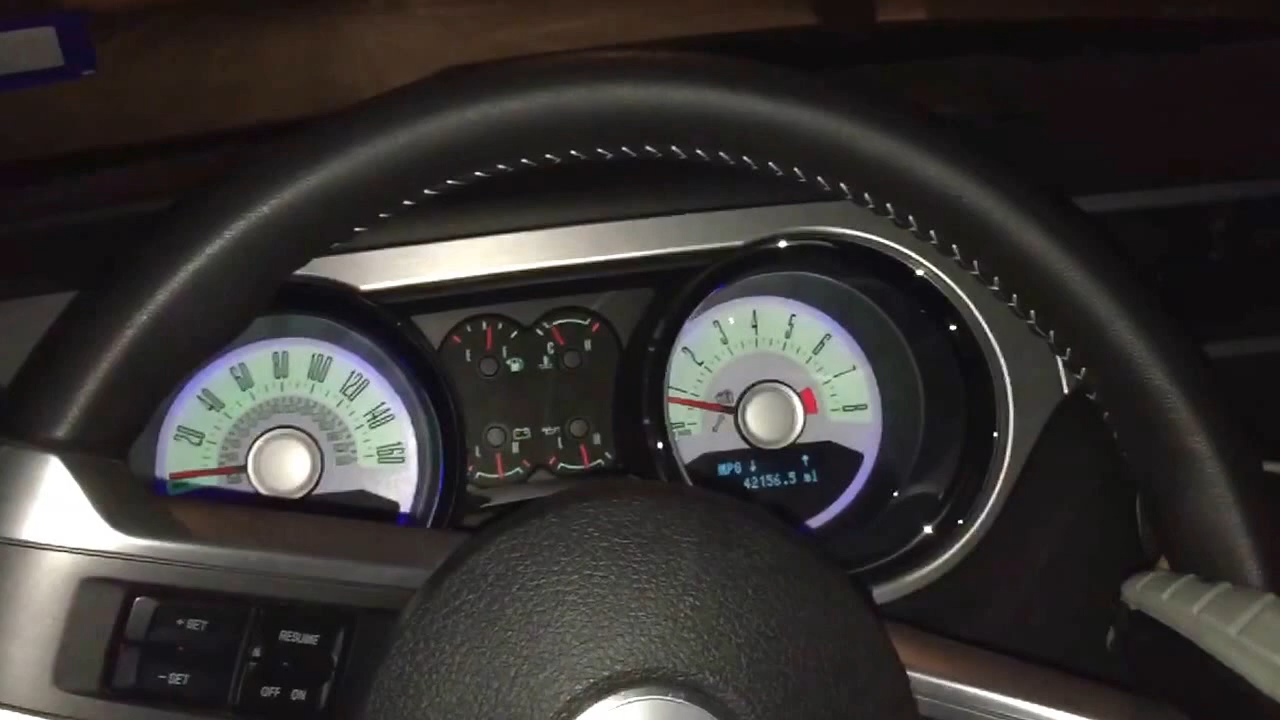 20 40 60 80 100 120 140 160
E F
C H
L H
L H
1 2 3 4 5 6 7 8
MPG ↓ ↑
42156.5 mi
+ SET
- SET
RESUME
OFF ON